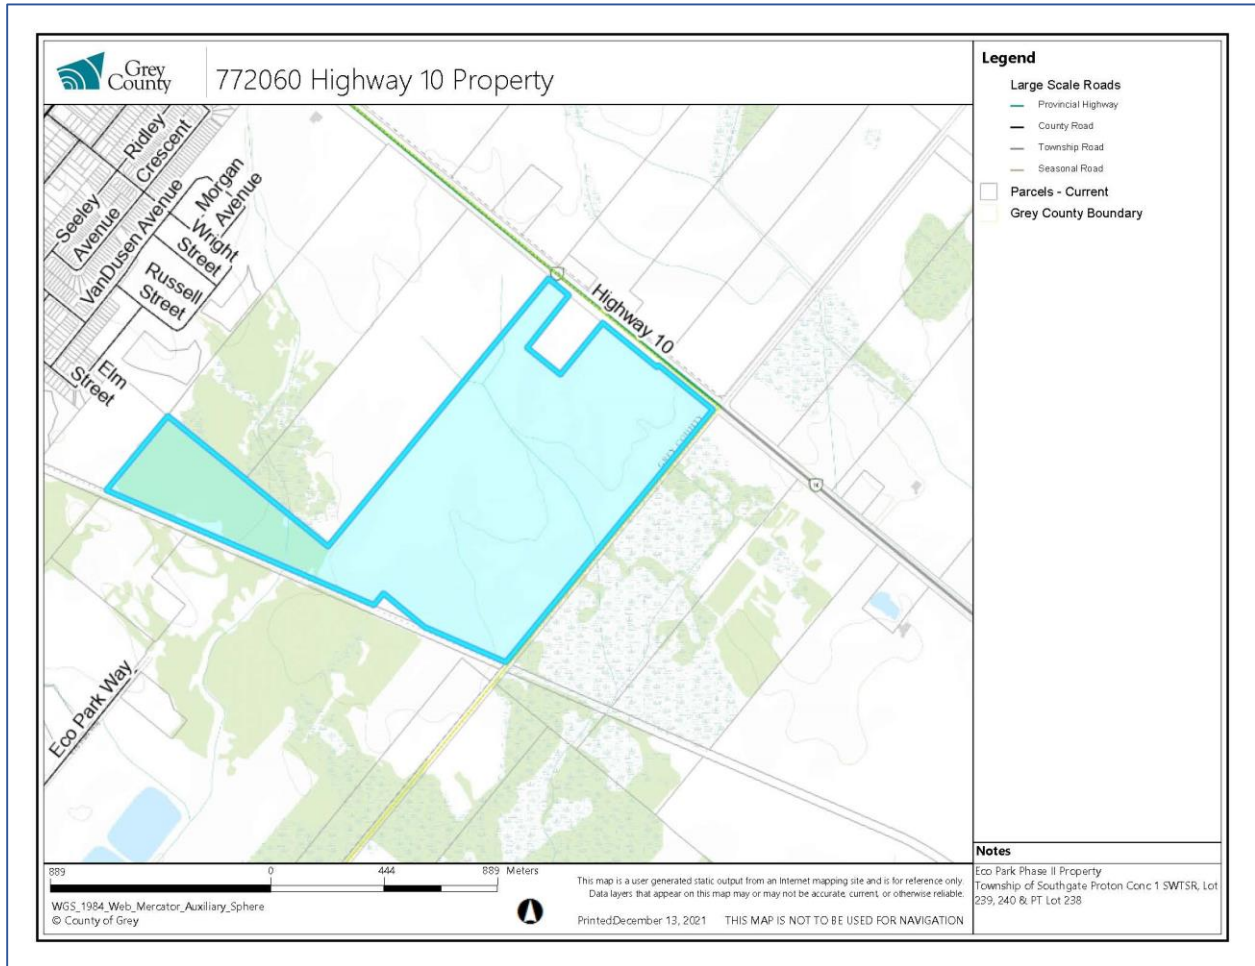 Grey
County
772060 Highway 10 Property
Legend
Large Scale Roads
Provincial Highway
County Road
Township Road
Seasonal Road
Parcels - Current
Grey County Boundary
Ridley
Crescent
Seeley
Avenue
VanDusen Avenue
Morgan
Avenue
Wright
Street
Russell
Street
Elm
Street
Highway 10
GREY COUNTY
10
Eco Park Way
Notes
Eco Park Phase II Property
Township of Southgate Proton Conc 1 SWTSR, Lot
239, 240 & PT Lot 238
889 0 444 889 Meters
WGS_1984_Web_Mercator_Auxiliary_Sphere
© County of Grey
This map is a user generated static output from an Internet mapping site and is for reference only.
Data layers that appear on this map may or may not be accurate, current, or otherwise reliable.
Printed:December 13, 2021 THIS MAP IS NOT TO BE USED FOR NAVIGATION